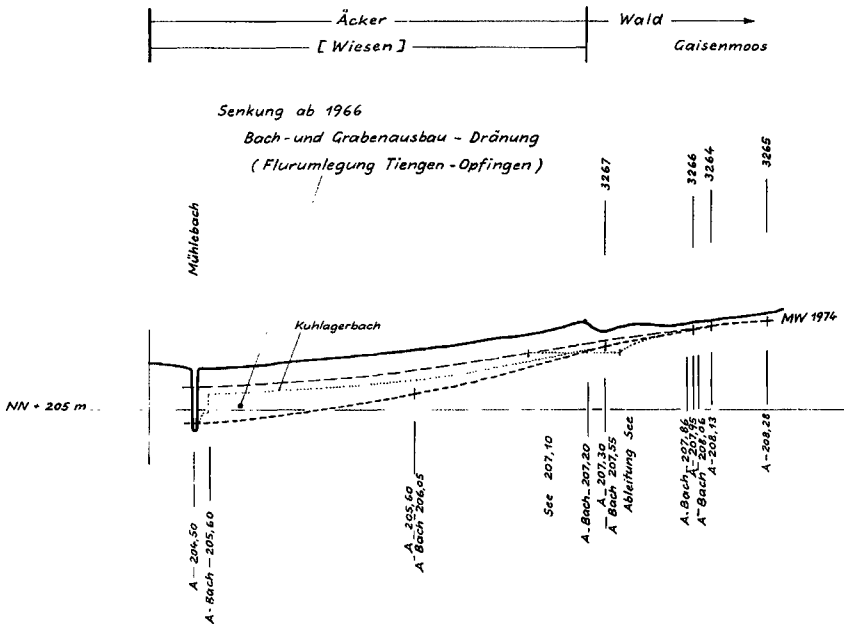 Äcker
Wald
[ Wiesen ]
Gaisenmoos
Senkung ab 1966
Bach- und Grabenausbau - Dränung
( Flurumlegung Tiengen - Opfingen )
Mühlebach
3267
3266
3264
3265
Kuhlagerbach
MW 1974
NN + 205 m
A - 204,50
A - Bach - 205,60
A - 205,60
A - Bach - 206,05
See 207,10
A - Bach - 207,20
A - 207,30
A - Bach 207,55
Ableitung See
A - Bach - 207,86
A - 207,95
A - Bach - 208,06
A - 208,13
A - 208,28